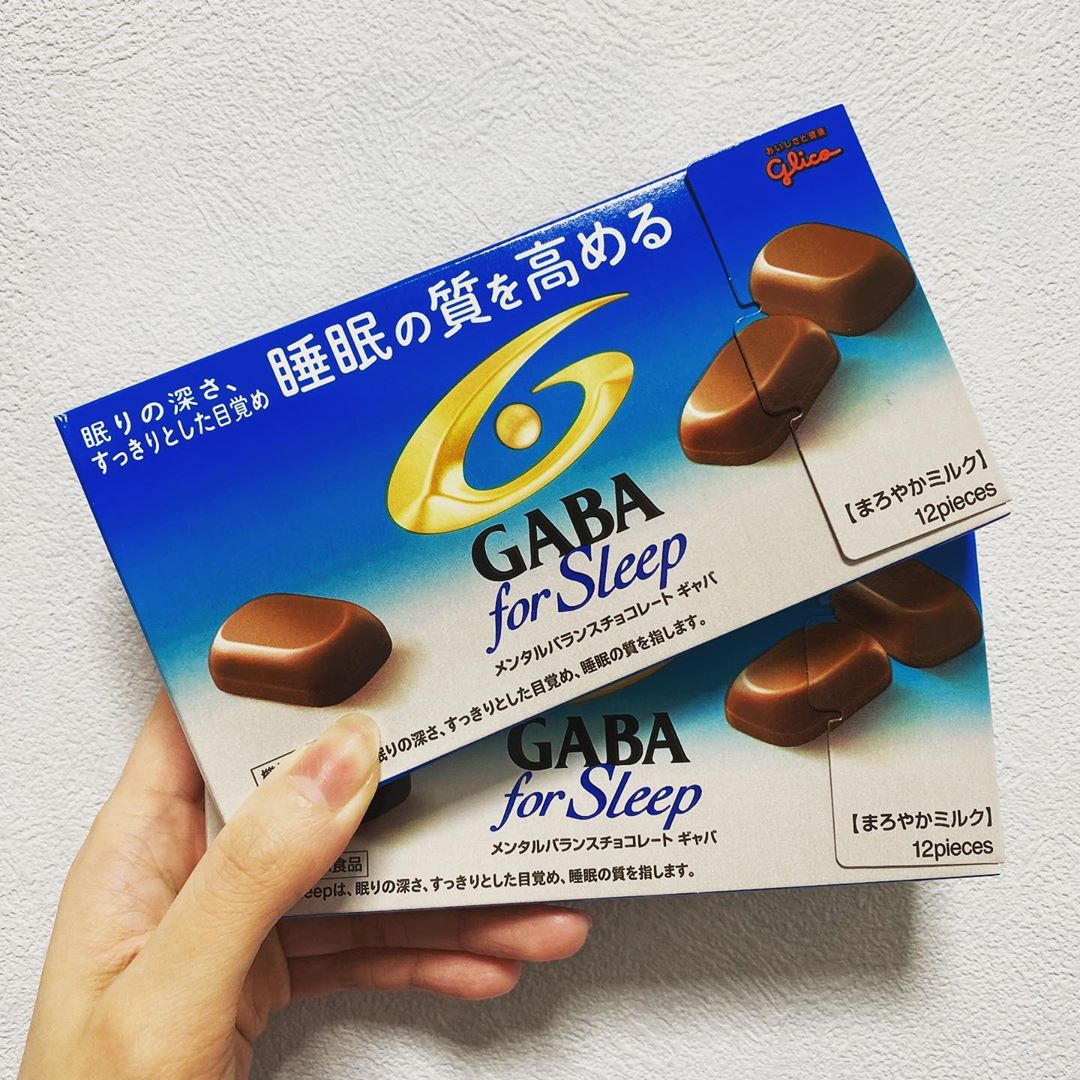 おいしさと健康
glico
眠りの深さ、
すっきりとした目覚め
睡眠の質を高める
GABA
for Sleep
メンタルバランスチョコレート ギャバ
眠りの深さ、すっきりとした目覚め、睡眠の質を指します。
【まろやかミルク】
12pieces
GABA
for Sleep
メンタルバランスチョコレート ギャバ
食品
eepは、眠りの深さ、すっきりとした目覚め、睡眠の質を指します。
【まろやかミルク】
12pieces